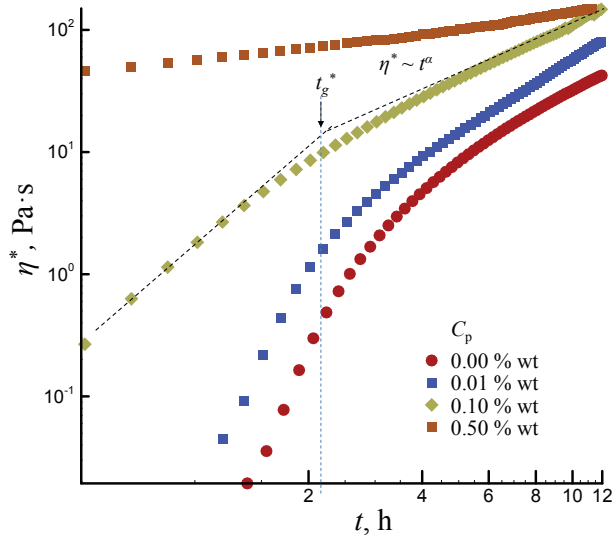 10²
η* ~ t^α
t_g*
10¹
η*, Pa·s
10⁰
C_p
0.00 % wt
0.01 % wt
0.10 % wt
0.50 % wt
10⁻¹
2 4 6 8 10 12
t, h